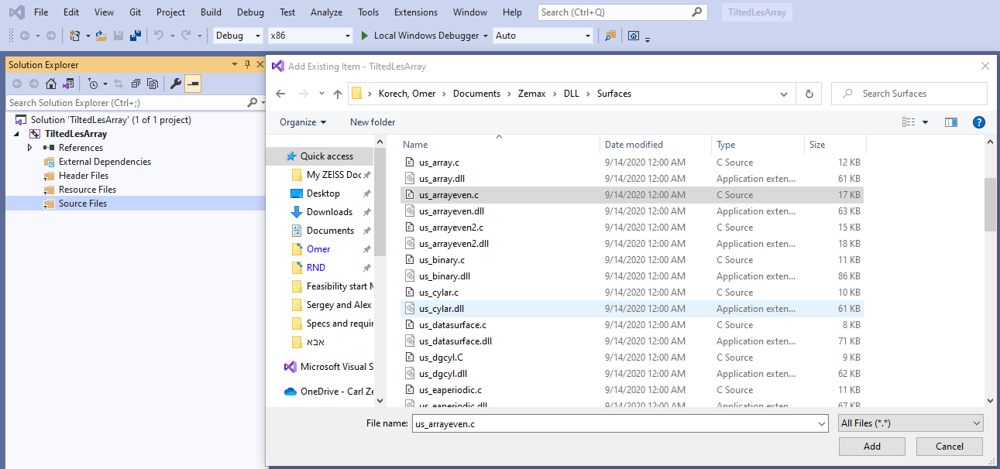 File Edit View Git Project Build Debug Test Analyze Tools Extensions Window Help Search (Ctrl+Q) TiltedLesArray
Debug x86 Local Windows Debugger Auto
Solution Explorer
Search Solution Explorer (Ctrl+;)
Solution 'TiltedLesArray' (1 of 1 project)
TiltedLesArray
References
External Dependencies
Header Files
Resource Files
Source Files
Add Existing Item - TiltedLesArray
Korech, Omer › Documents › Zemax › DLL › Surfaces
Search Surfaces
Organize New folder
Quick access
My ZEISS Doc
Desktop
Downloads
Documents
Omer
RND
Feasibility start
Sergey and Alex
Specs and requir
אבא
Microsoft Visual S
OneDrive - Carl Ze
Name Date modified Type Size
us_array.c 9/14/2020 12:00 AM C Source 12 KB
us_array.dll 9/14/2020 12:00 AM Application exten... 61 KB
us_arrayeven.c 9/14/2020 12:00 AM C Source 17 KB
us_arrayeven.dll 9/14/2020 12:00 AM Application exten... 63 KB
us_arrayeven2.c 9/14/2020 12:00 AM C Source 15 KB
us_arrayeven2.dll 9/14/2020 12:00 AM Application exten... 18 KB
us_binary.c 9/14/2020 12:00 AM C Source 11 KB
us_binary.dll 9/14/2020 12:00 AM Application exten... 86 KB
us_cylar.c 9/14/2020 12:00 AM C Source 10 KB
us_cylar.dll 9/14/2020 12:00 AM Application exten... 61 KB
us_datasurface.c 9/14/2020 12:00 AM C Source 8 KB
us_datasurface.dll 9/14/2020 12:00 AM Application exten... 71 KB
us_dgcyl.C 9/14/2020 12:00 AM C Source 9 KB
us_dgcyl.dll 9/14/2020 12:00 AM Application exten... 62 KB
us_eaperiodic.c 9/14/2020 12:00 AM C Source 11 KB
us_eaperiodic.dll 9/14/2020 12:00 AM Application exten... 67 KB
File name: us_arrayeven.c All Files (*.*)
Add Cancel